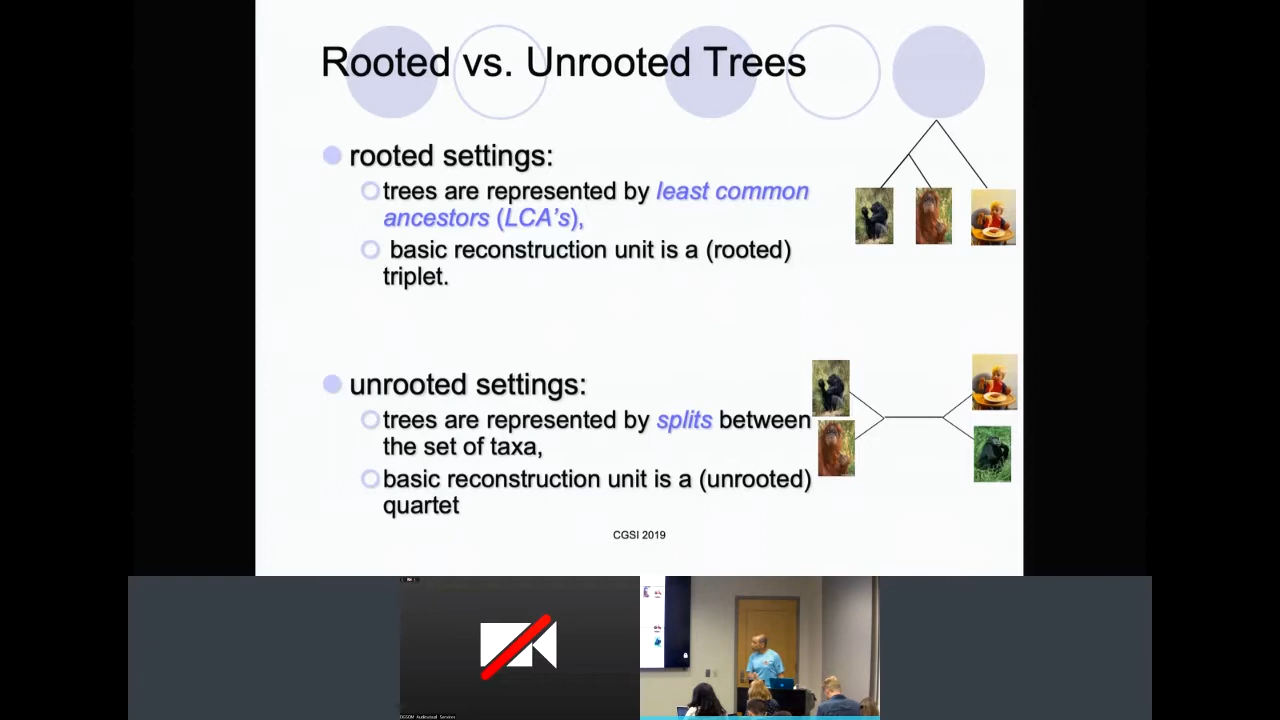 Rooted vs. Unrooted Trees
rooted settings:
trees are represented by least common
ancestors (LCA's),
basic reconstruction unit is a (rooted)
triplet.
unrooted settings:
trees are represented by splits between
the set of taxa,
basic reconstruction unit is a (unrooted)
quartet
CGSI 2019